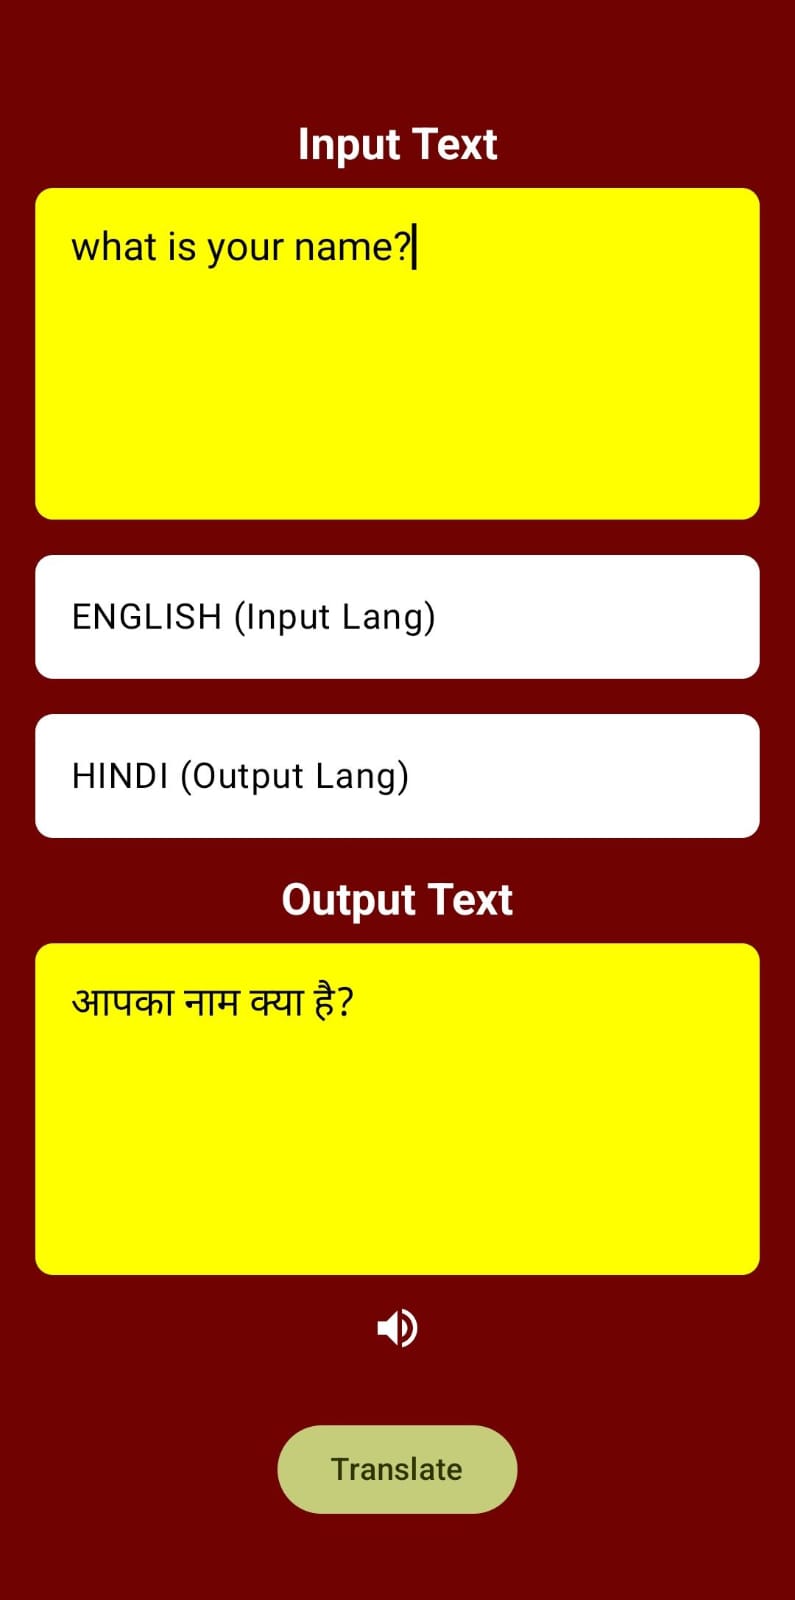 Input Text
what is your name?
ENGLISH (Input Lang)
HINDI (Output Lang)
Output Text
आपका नाम क्या है?
Translate